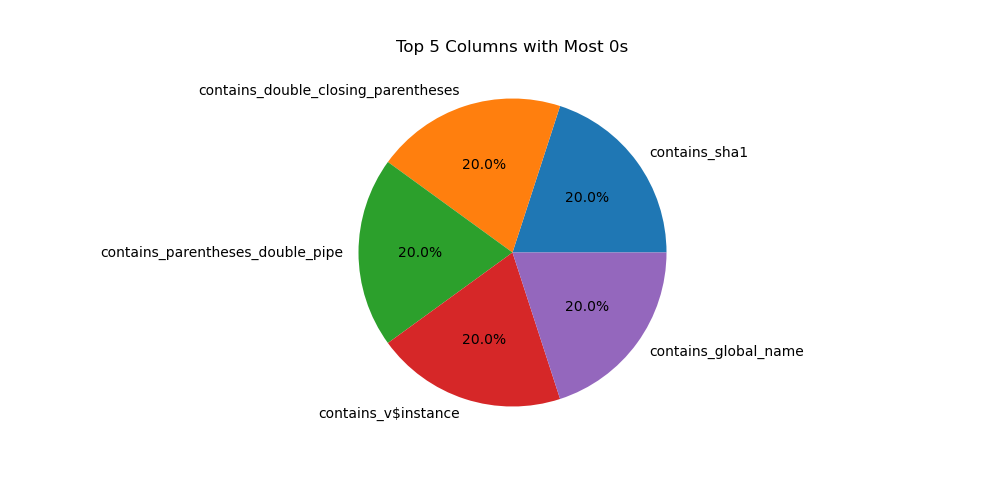 Top 5 Columns with Most 0s
contains_double_closing_parentheses
contains_sha1
20.0%
20.0%
contains_parentheses_double_pipe
20.0%
20.0%
20.0%
contains_global_name
contains_v$instance